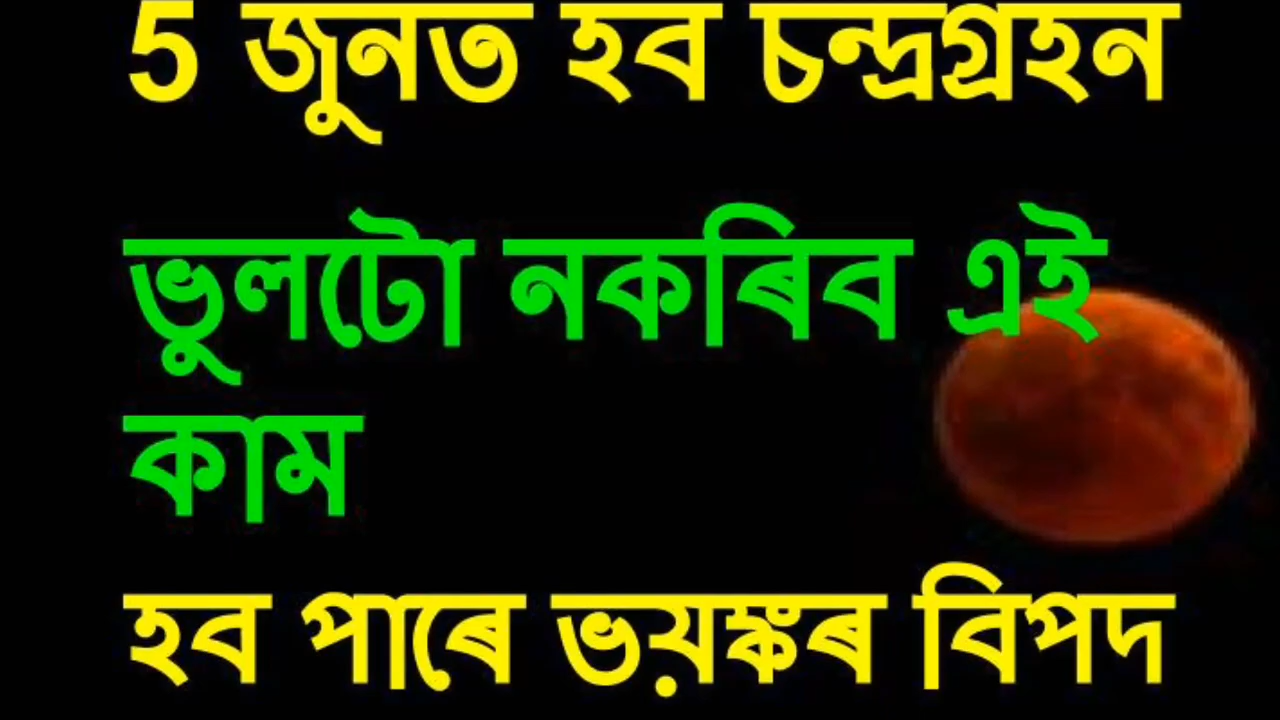 5 জুনত হব চন্দ্ৰগ্ৰহন
ভুলটো নকৰিব এই
কাম
হব পাৰে ভয়ঙ্কৰ বিপদ